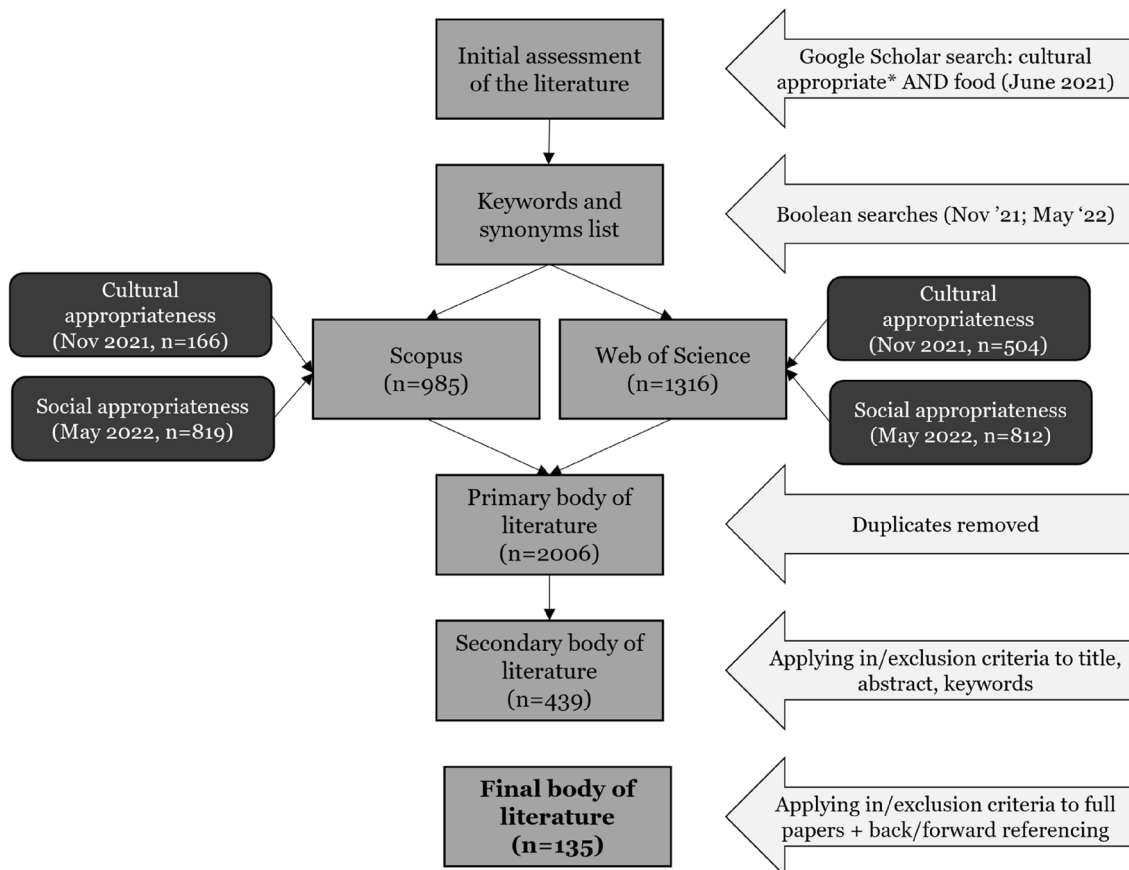 Initial assessment
of the literature
Google Scholar search: cultural
appropriate* AND food (June 2021)
Keywords and
synonyms list
Boolean searches (Nov ’21; May ‘22)
Cultural
appropriateness
(Nov 2021, n=166)
Social appropriateness
(May 2022, n=819)
Scopus
(n=985)
Web of Science
(n=1316)
Cultural
appropriateness
(Nov 2021, n=504)
Social appropriateness
(May 2022, n=812)
Primary body of
literature
(n=2006)
Duplicates removed
Secondary body of
literature
(n=439)
Applying in/exclusion criteria to title,
abstract, keywords
Final body of
literature
(n=135)
Applying in/exclusion criteria to full
papers + back/forward referencing